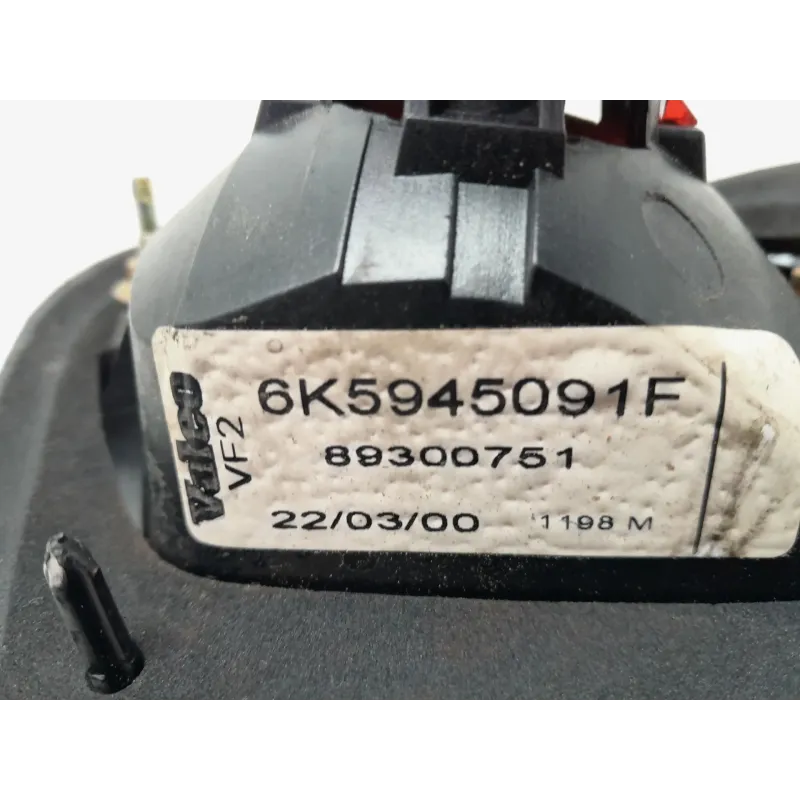 Valeo
VF2
6K5945091F
89300751
22/03/00 1198 M